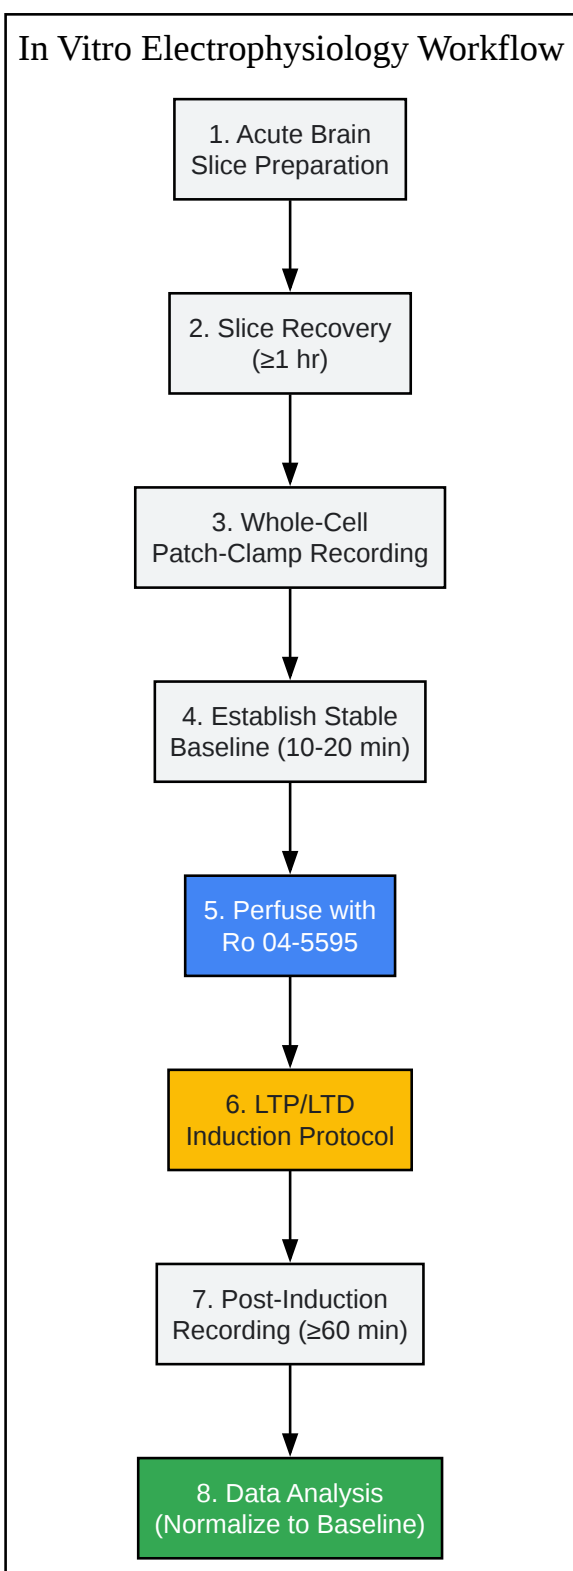 In Vitro Electrophysiology Workflow
1. Acute Brain
Slice Preparation
2. Slice Recovery
(≥1 hr)
3. Whole-Cell
Patch-Clamp Recording
4. Establish Stable
Baseline (10-20 min)
5. Perfuse with
Ro 04-5595
6. LTP/LTD
Induction Protocol
7. Post-Induction
Recording (≥60 min)
8. Data Analysis
(Normalize to Baseline)